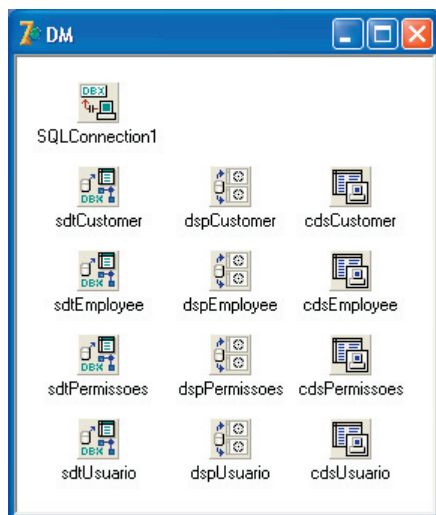 DM
DBX
SQLConnection1
DBX DBX
sdtCustomer dspCustomer cdsCustomer
DBX
sdtEmployee dspEmployee cdsEmployee
DBX
sdtPermissoes dspPermissoes cdsPermissoes
DBX
sdtUsuario dspUsuario cdsUsuario